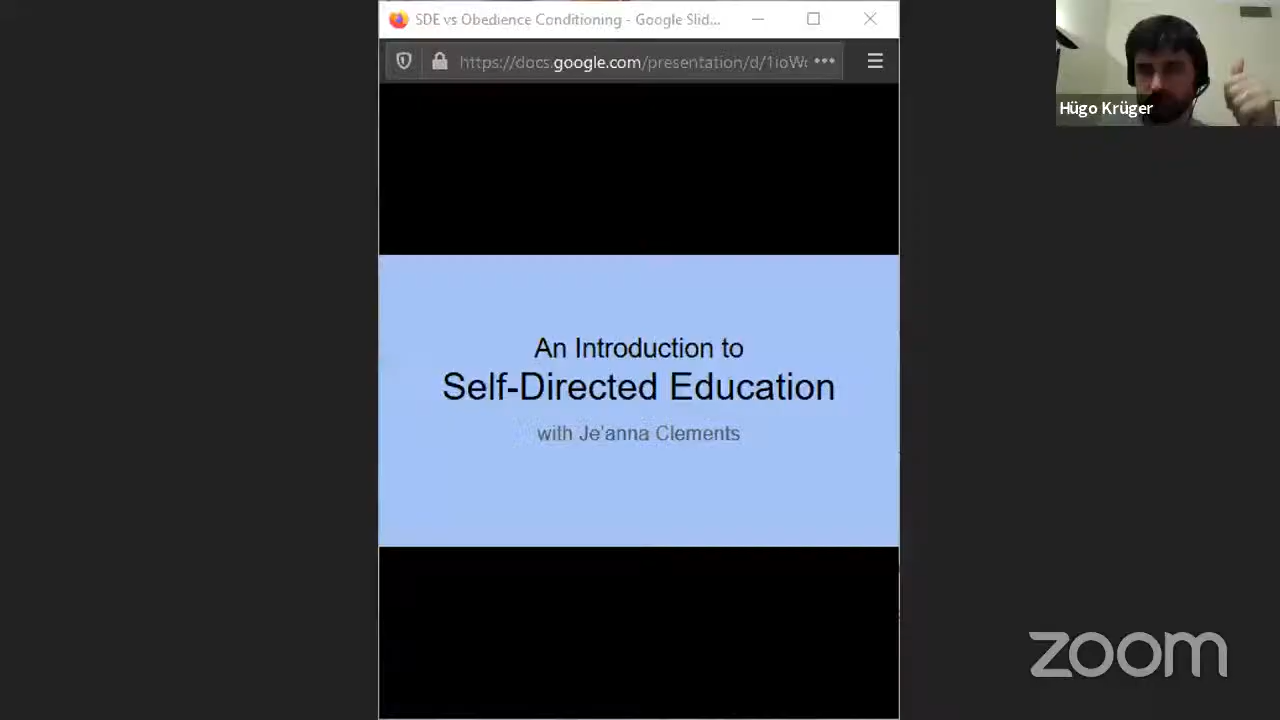 SDE vs Obedience Conditioning - Google Slid...
https://docs.google.com/presentation/d/1ioW
Hügo Krüger
An Introduction to
Self-Directed Education
with Je'anna Clements
zoom